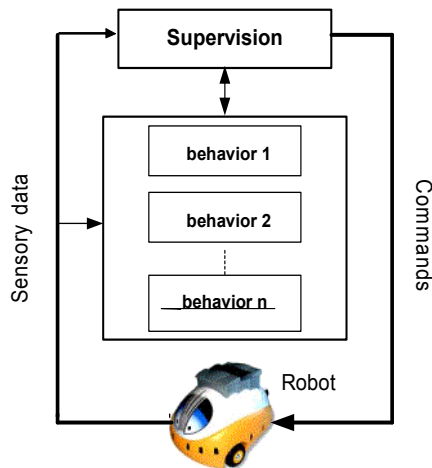 Supervision
behavior 1
behavior 2
behavior n
Sensory data
Commands
Robot